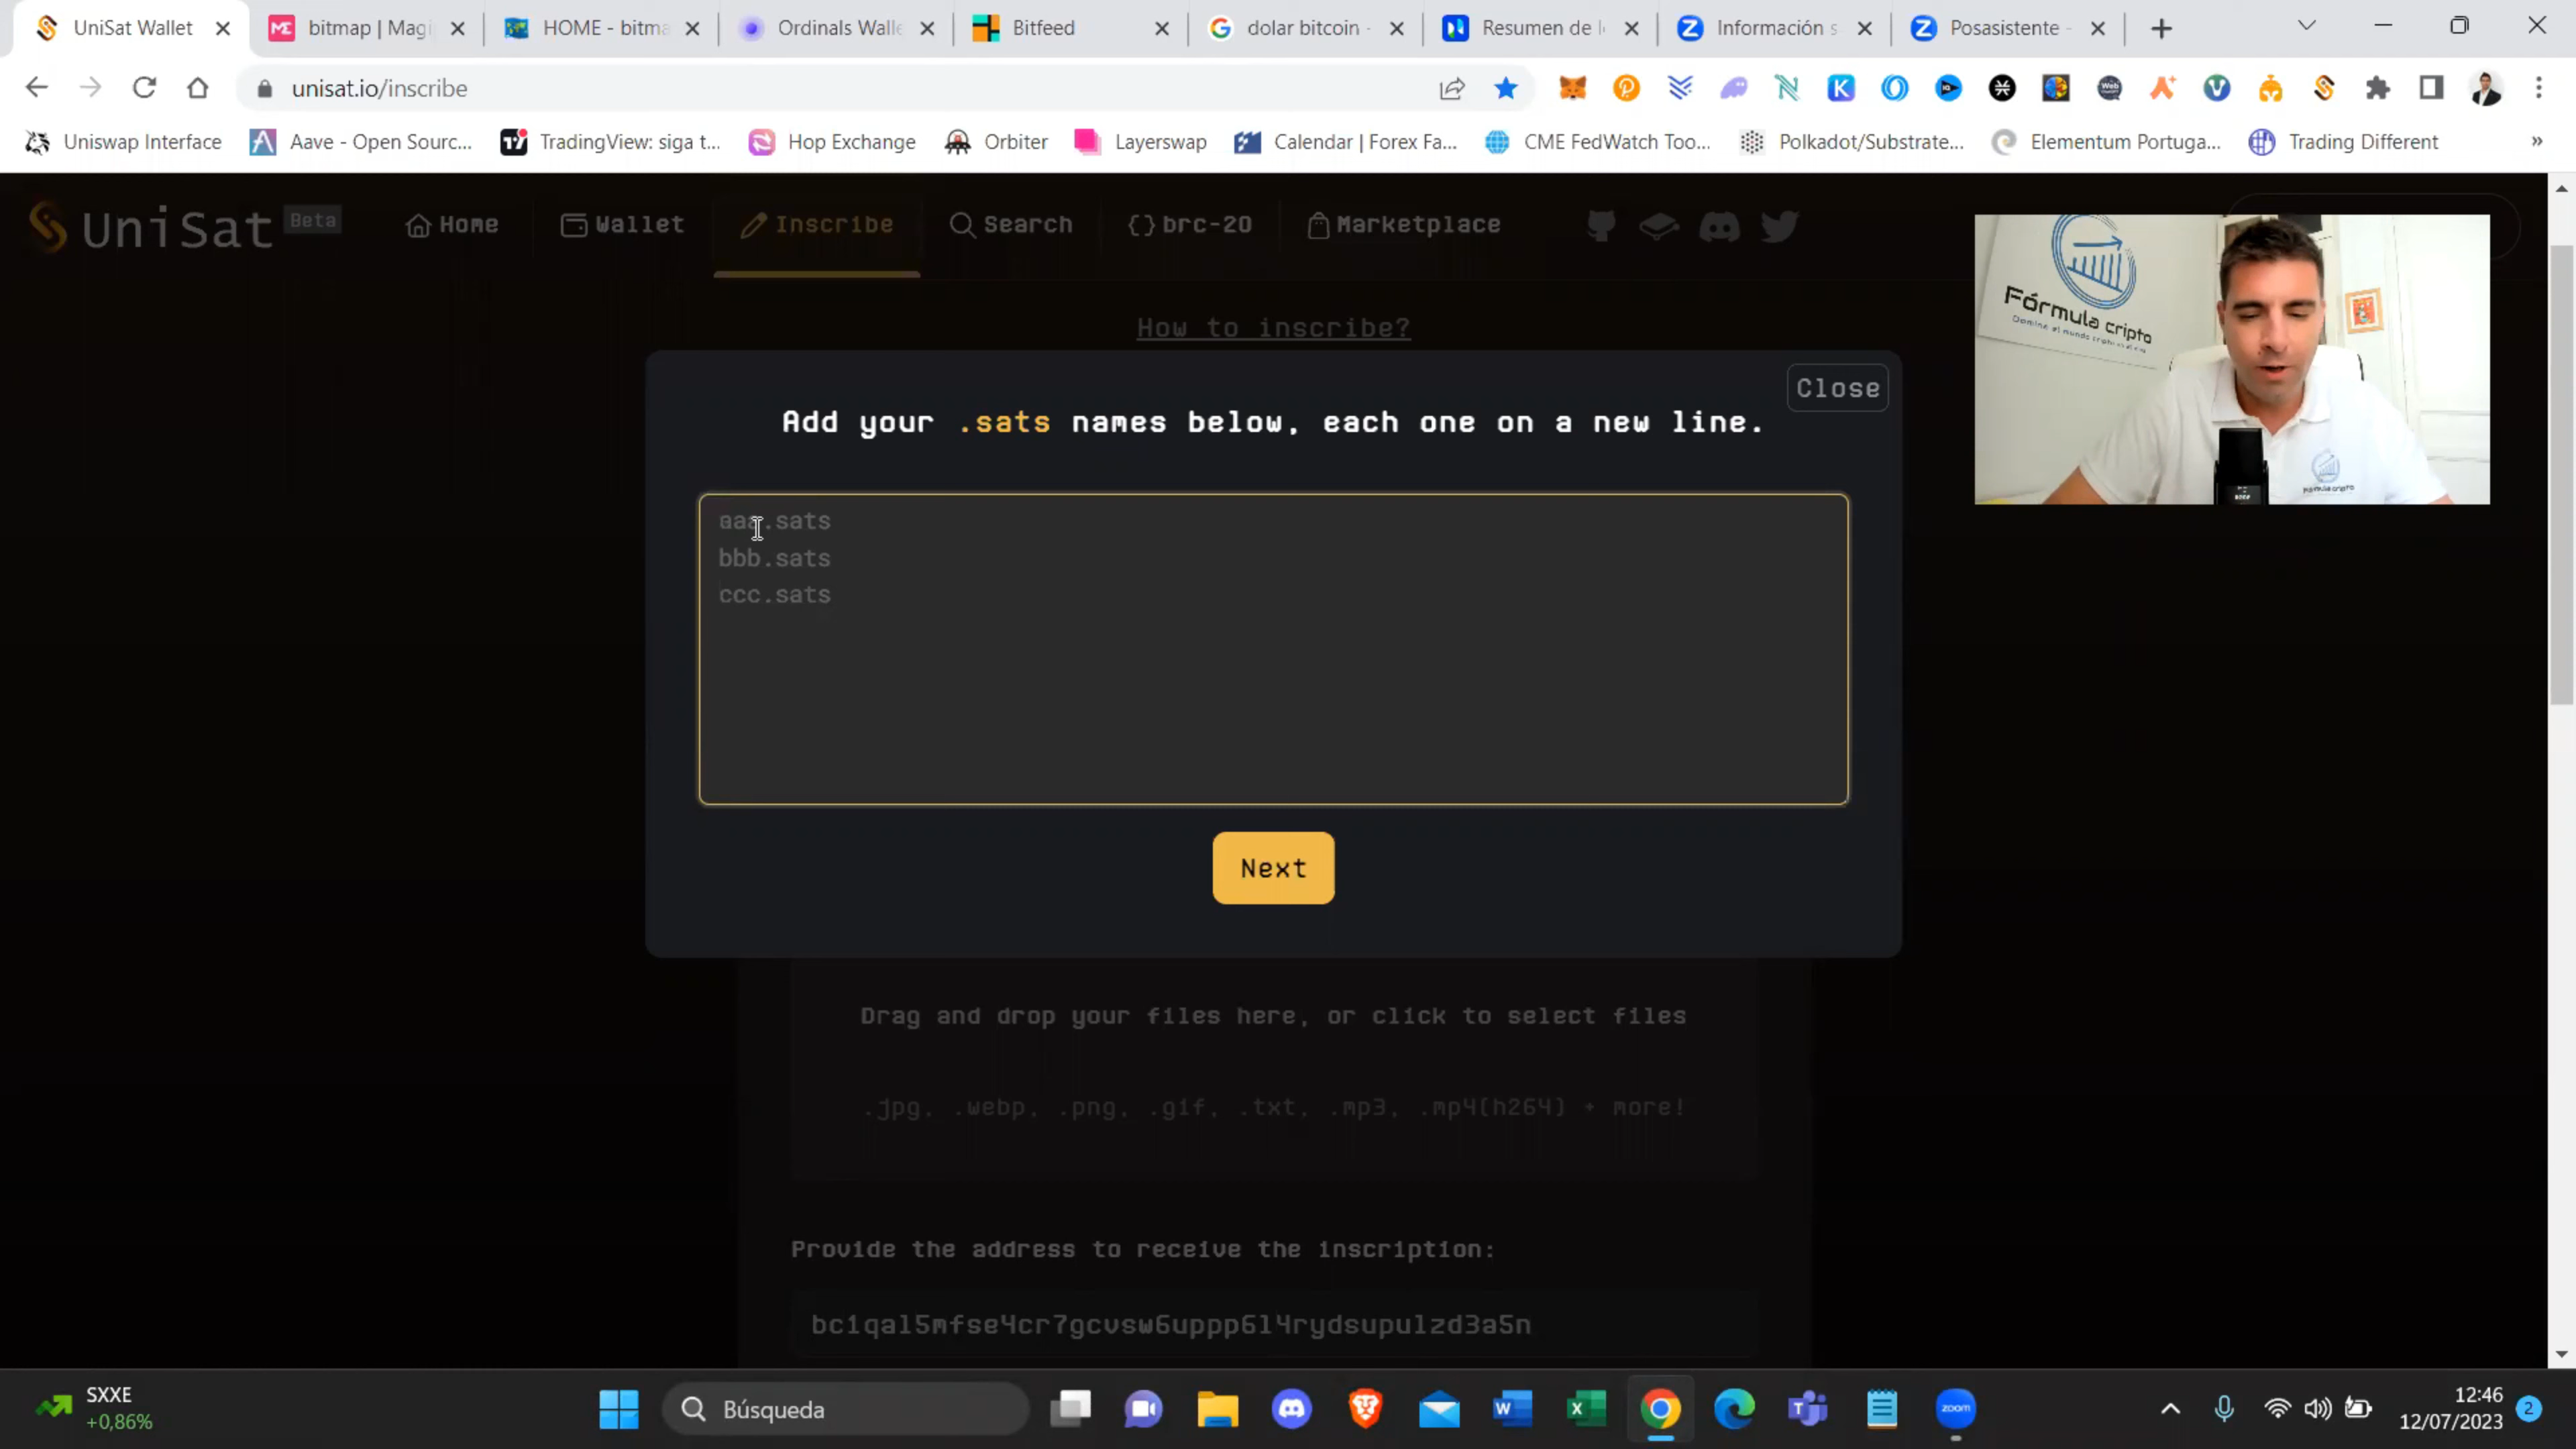 UniSat Wallet
bitmap | Magi
HOME - bitma
Ordinals Walle
Bitfeed
dolar bitcoin -
Resumen de l
Información s
Posasistente -
unisat.io/inscribe
Uniswap Interface
Aave - Open Sourc...
TradingView: siga t...
Hop Exchange
Orbiter
Layerswap
Calendar | Forex Fa...
CME FedWatch Too...
Polkadot/Substrate...
Elementum Portuga...
Trading Different
»
UniSat Beta
Home
Wallet
Inscribe
Search
{} brc-20
Marketplace
Fórmula cripto
How to inscribe?
Close
Add your .sats names below, each one on a new line.
aaa.sats
bbb.sats
ccc.sats
Next
Drag and drop your files here, or click to select files
.jpg, .webp, .png, .gif, .txt, .mp3, .mp4(h264) + more!
Provide the address to receive the inscription:
bc1qal5mfse4cr7gcvsw6uppp6l4rydsupulzd3a5n
SXXE
+0,86%
Búsqueda
zoom
12:46
12/07/2023
2